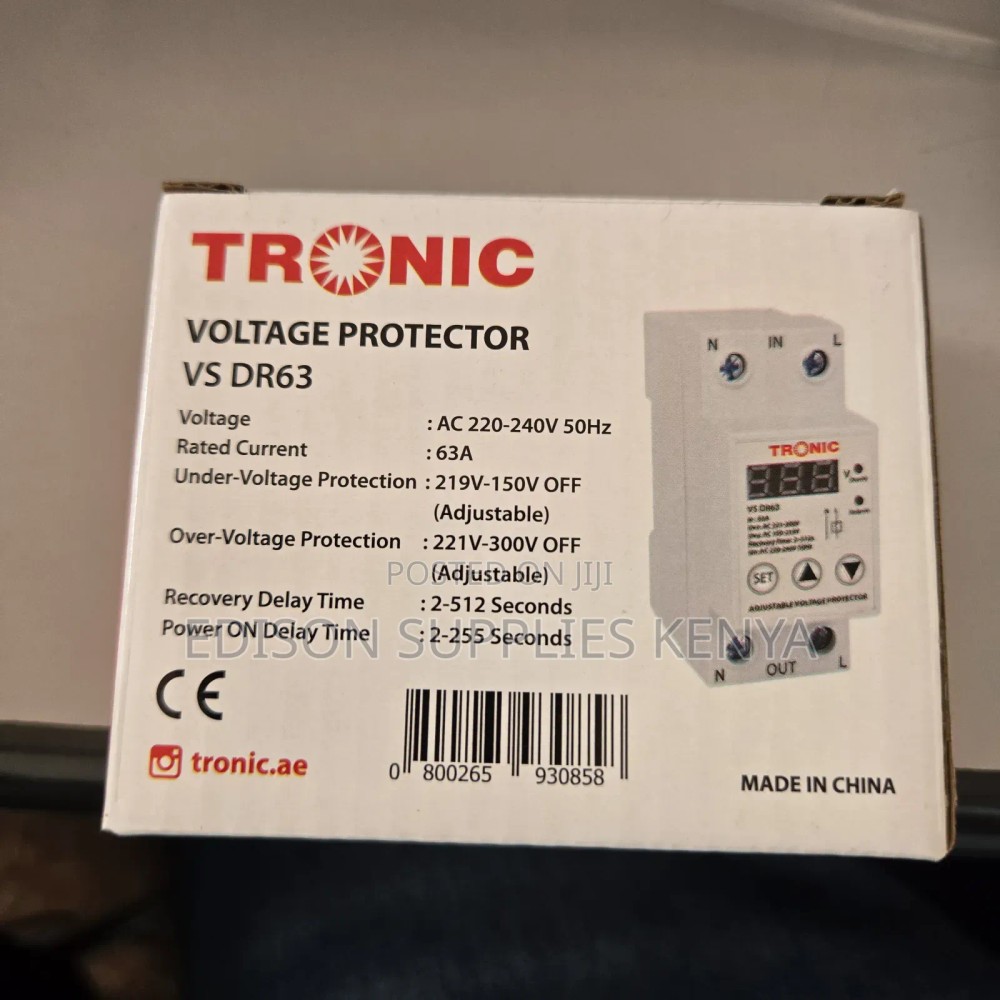 TRONIC
VOLTAGE PROTECTOR
VS DR63
Voltage : AC 220-240V 50Hz
Rated Current : 63A
Under-Voltage Protection : 219V-150V OFF
(Adjustable)
Over-Voltage Protection : 221V-300V OFF
(Adjustable)
Recovery Delay Time : 2-512 Seconds
Power ON Delay Time : 2-255 Seconds
CE
tronic.ae
0 800265 930858
MADE IN CHINA
N IN L
TRONIC
V
VS DR63
SET
ADJUSTABLE VOLTAGE PROTECTOR
N OUT L
POSTED ON JIJI
EDISON SUPPLIES KENYA